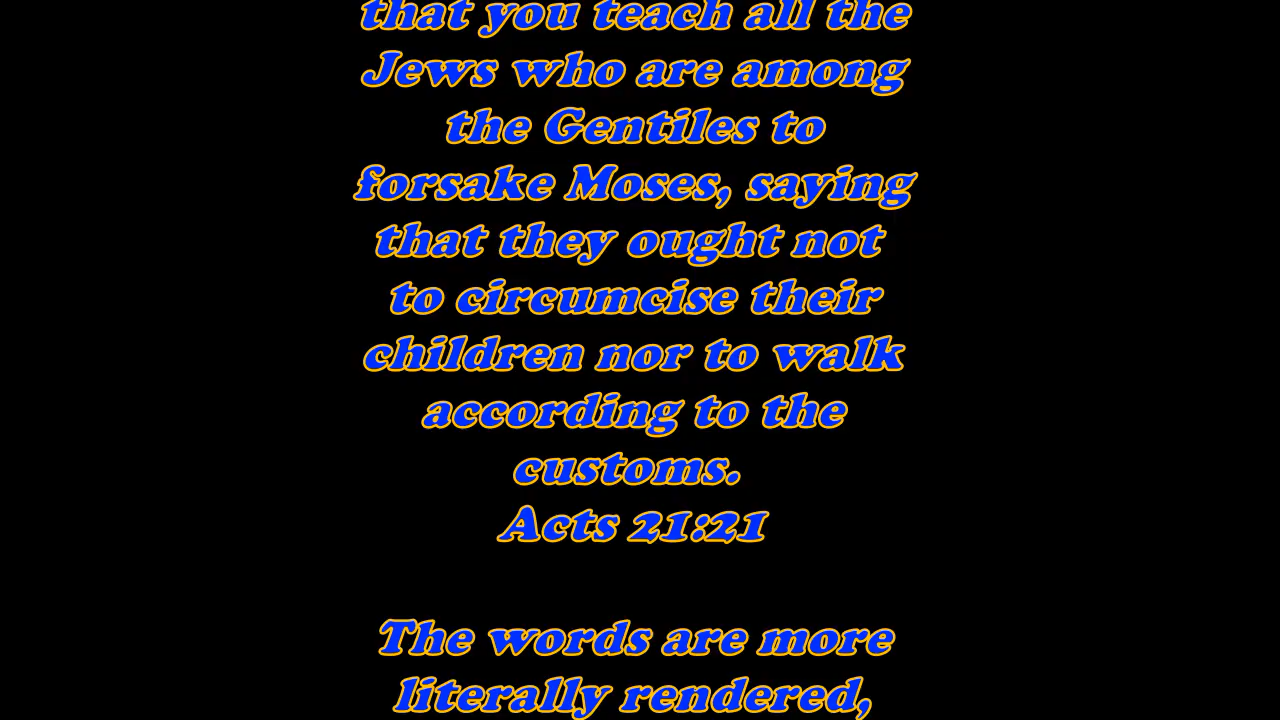 that you teach all the
Jews who are among
the Gentiles to
forsake Moses, saying
that they ought not
to circumcise their
children nor to walk
according to the
customs.
Acts 21:21
The words are more
literally rendered,